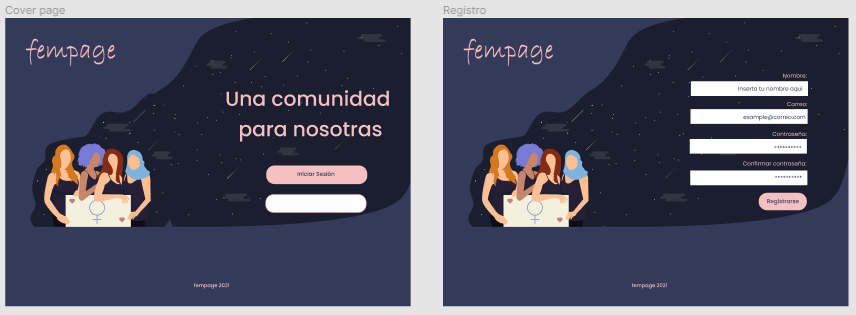 Cover page
fempage
Una comunidad
para nosotras
Iniciar Sesión
fempage 2021
Registro
fempage
Nombre:
Inserta tu nombre aqui
Correo:
example@correo.com
Contraseña:
**********
Confirmar contraseña:
**********
Registrarse
fempage 2021